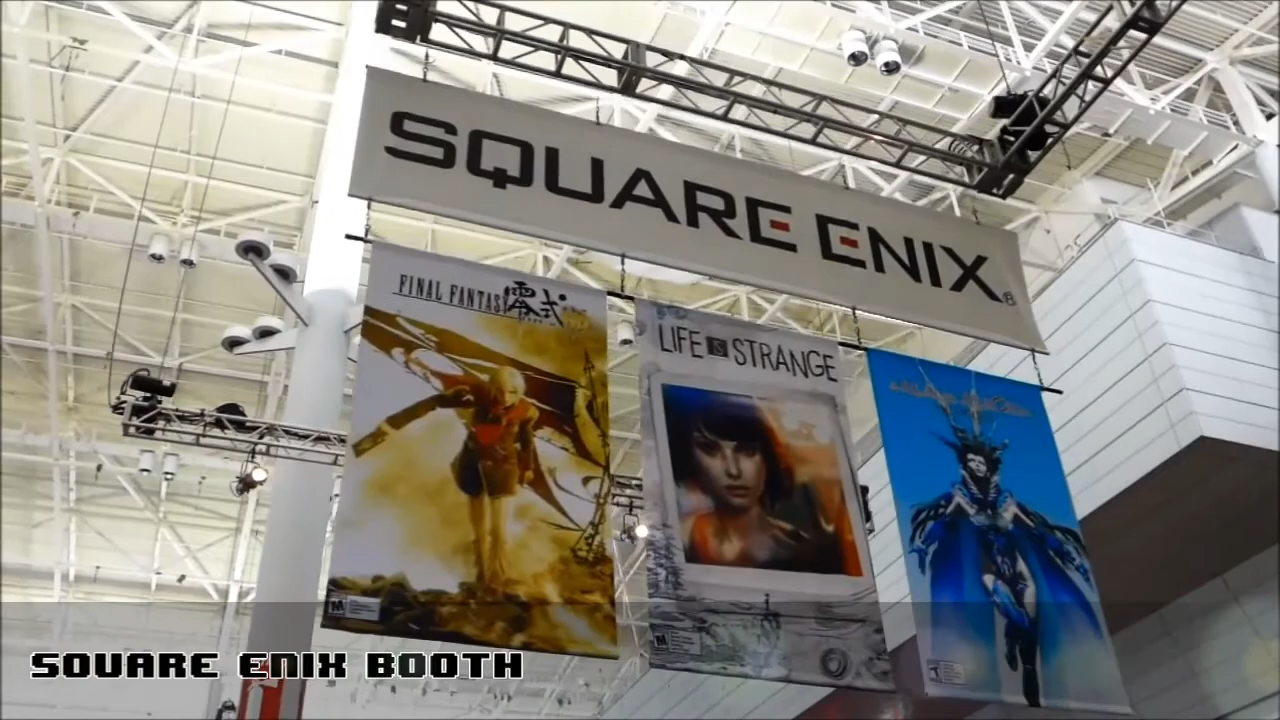 SQUARE ENIX®
FINAL FANTASY 零式
LIFE IS STRANGE
M
M
T
SQUARE ENIX BOOTH